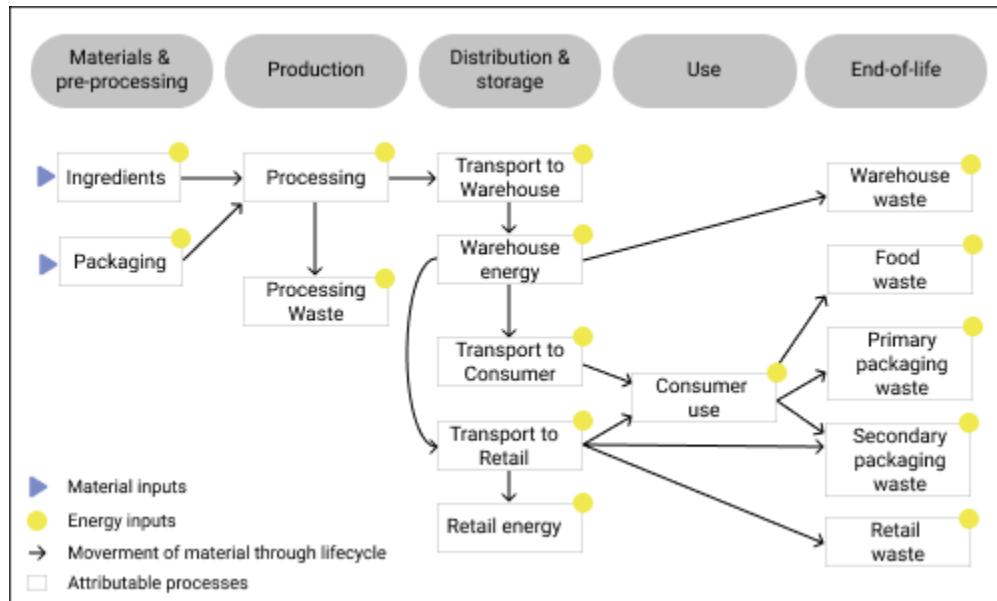 Materials &
pre-processing
Production
Distribution &
storage
Use
End-of-life
Ingredients
Packaging
Processing
Processing
Waste
Transport to
Warehouse
Warehouse
energy
Transport to
Consumer
Transport to
Retail
Retail energy
Consumer
use
Warehouse
waste
Food
waste
Primary
packaging
waste
Secondary
packaging
waste
Retail
waste
Material inputs
Energy inputs
Moverment of material through lifecycle
Attributable processes